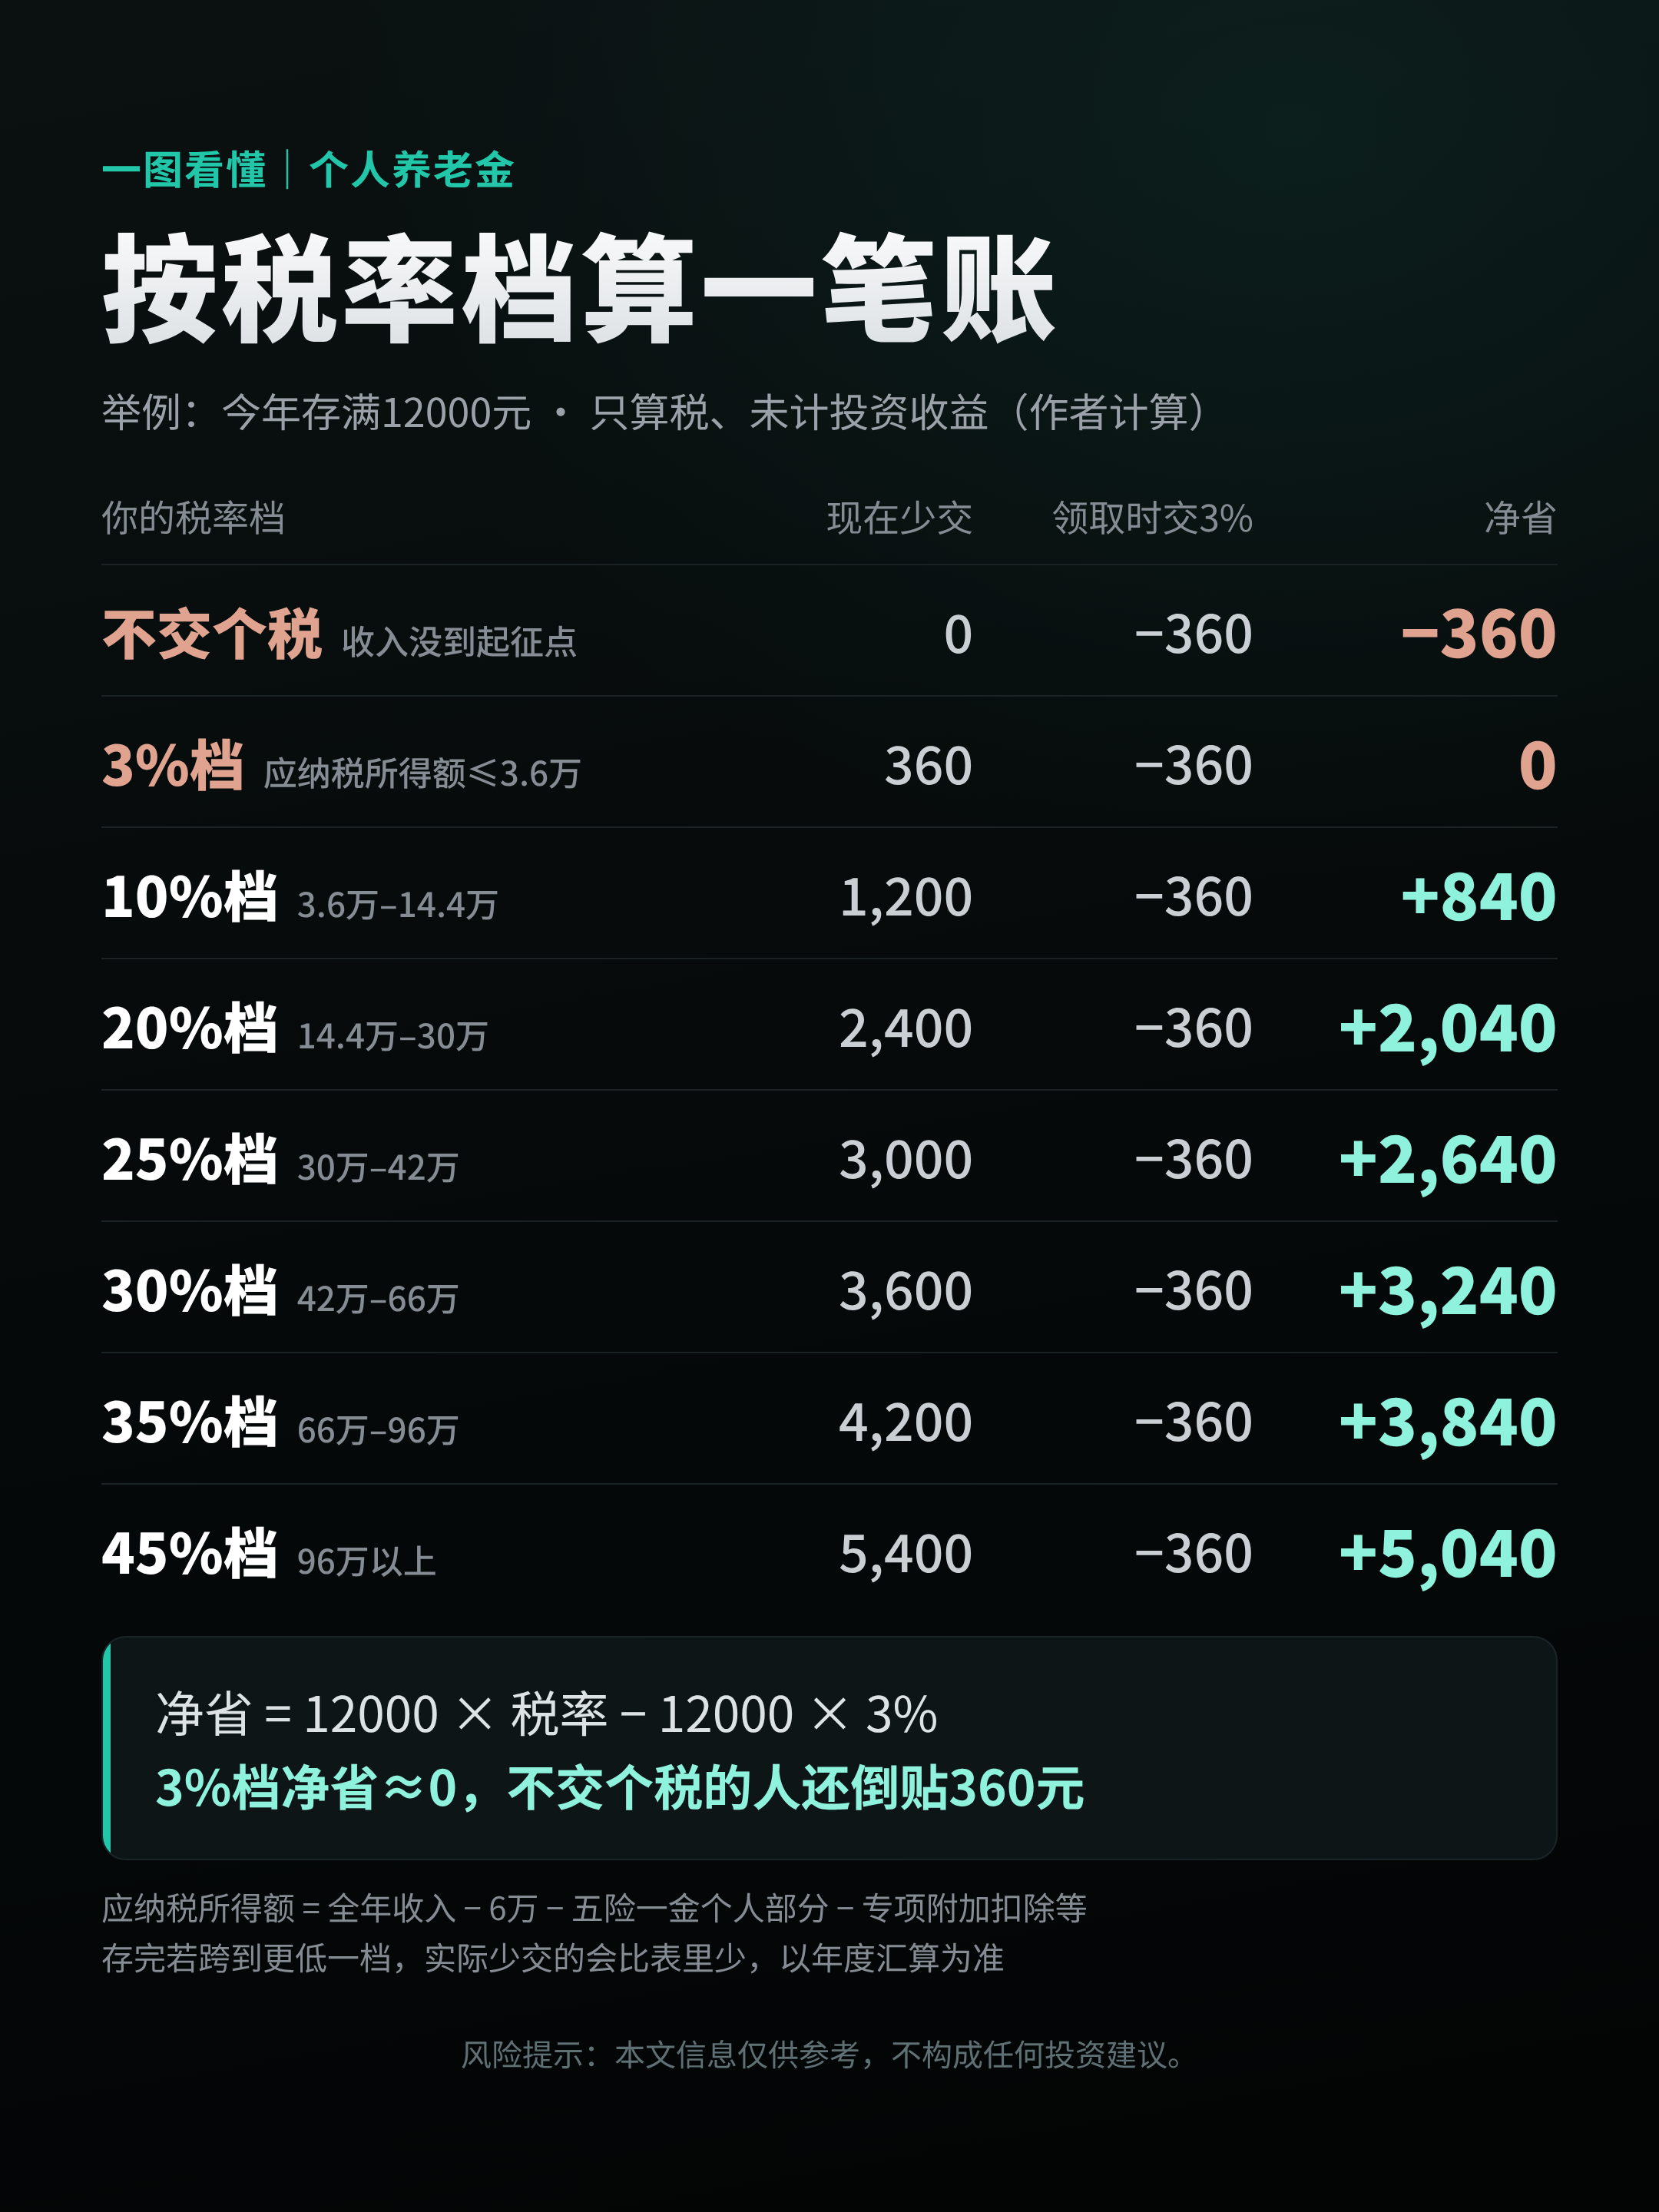 一图看懂｜个人养老金
按税率档算一笔账
举例：今年存满12000元 · 只算税、未计投资收益（作者计算）
你的税率档 现在少交 领取时交3% 净省
不交个税 收入没到起征点 0 −360 −360
3%档 应纳税所得额≤3.6万 360 −360 0
10%档 3.6万–14.4万 1,200 −360 +840
20%档 14.4万–30万 2,400 −360 +2,040
25%档 30万–42万 3,000 −360 +2,640
30%档 42万–66万 3,600 −360 +3,240
35%档 66万–96万 4,200 −360 +3,840
45%档 96万以上 5,400 −360 +5,040
净省 = 12000 × 税率 − 12000 × 3%
3%档净省≈0，不交个税的人还倒贴360元
应纳税所得额 = 全年收入 − 6万 − 五险一金个人部分 − 专项附加扣除等
存完若跨到更低一档，实际少交的会比表里少，以年度汇算为准
风险提示：本文信息仅供参考，不构成任何投资建议。